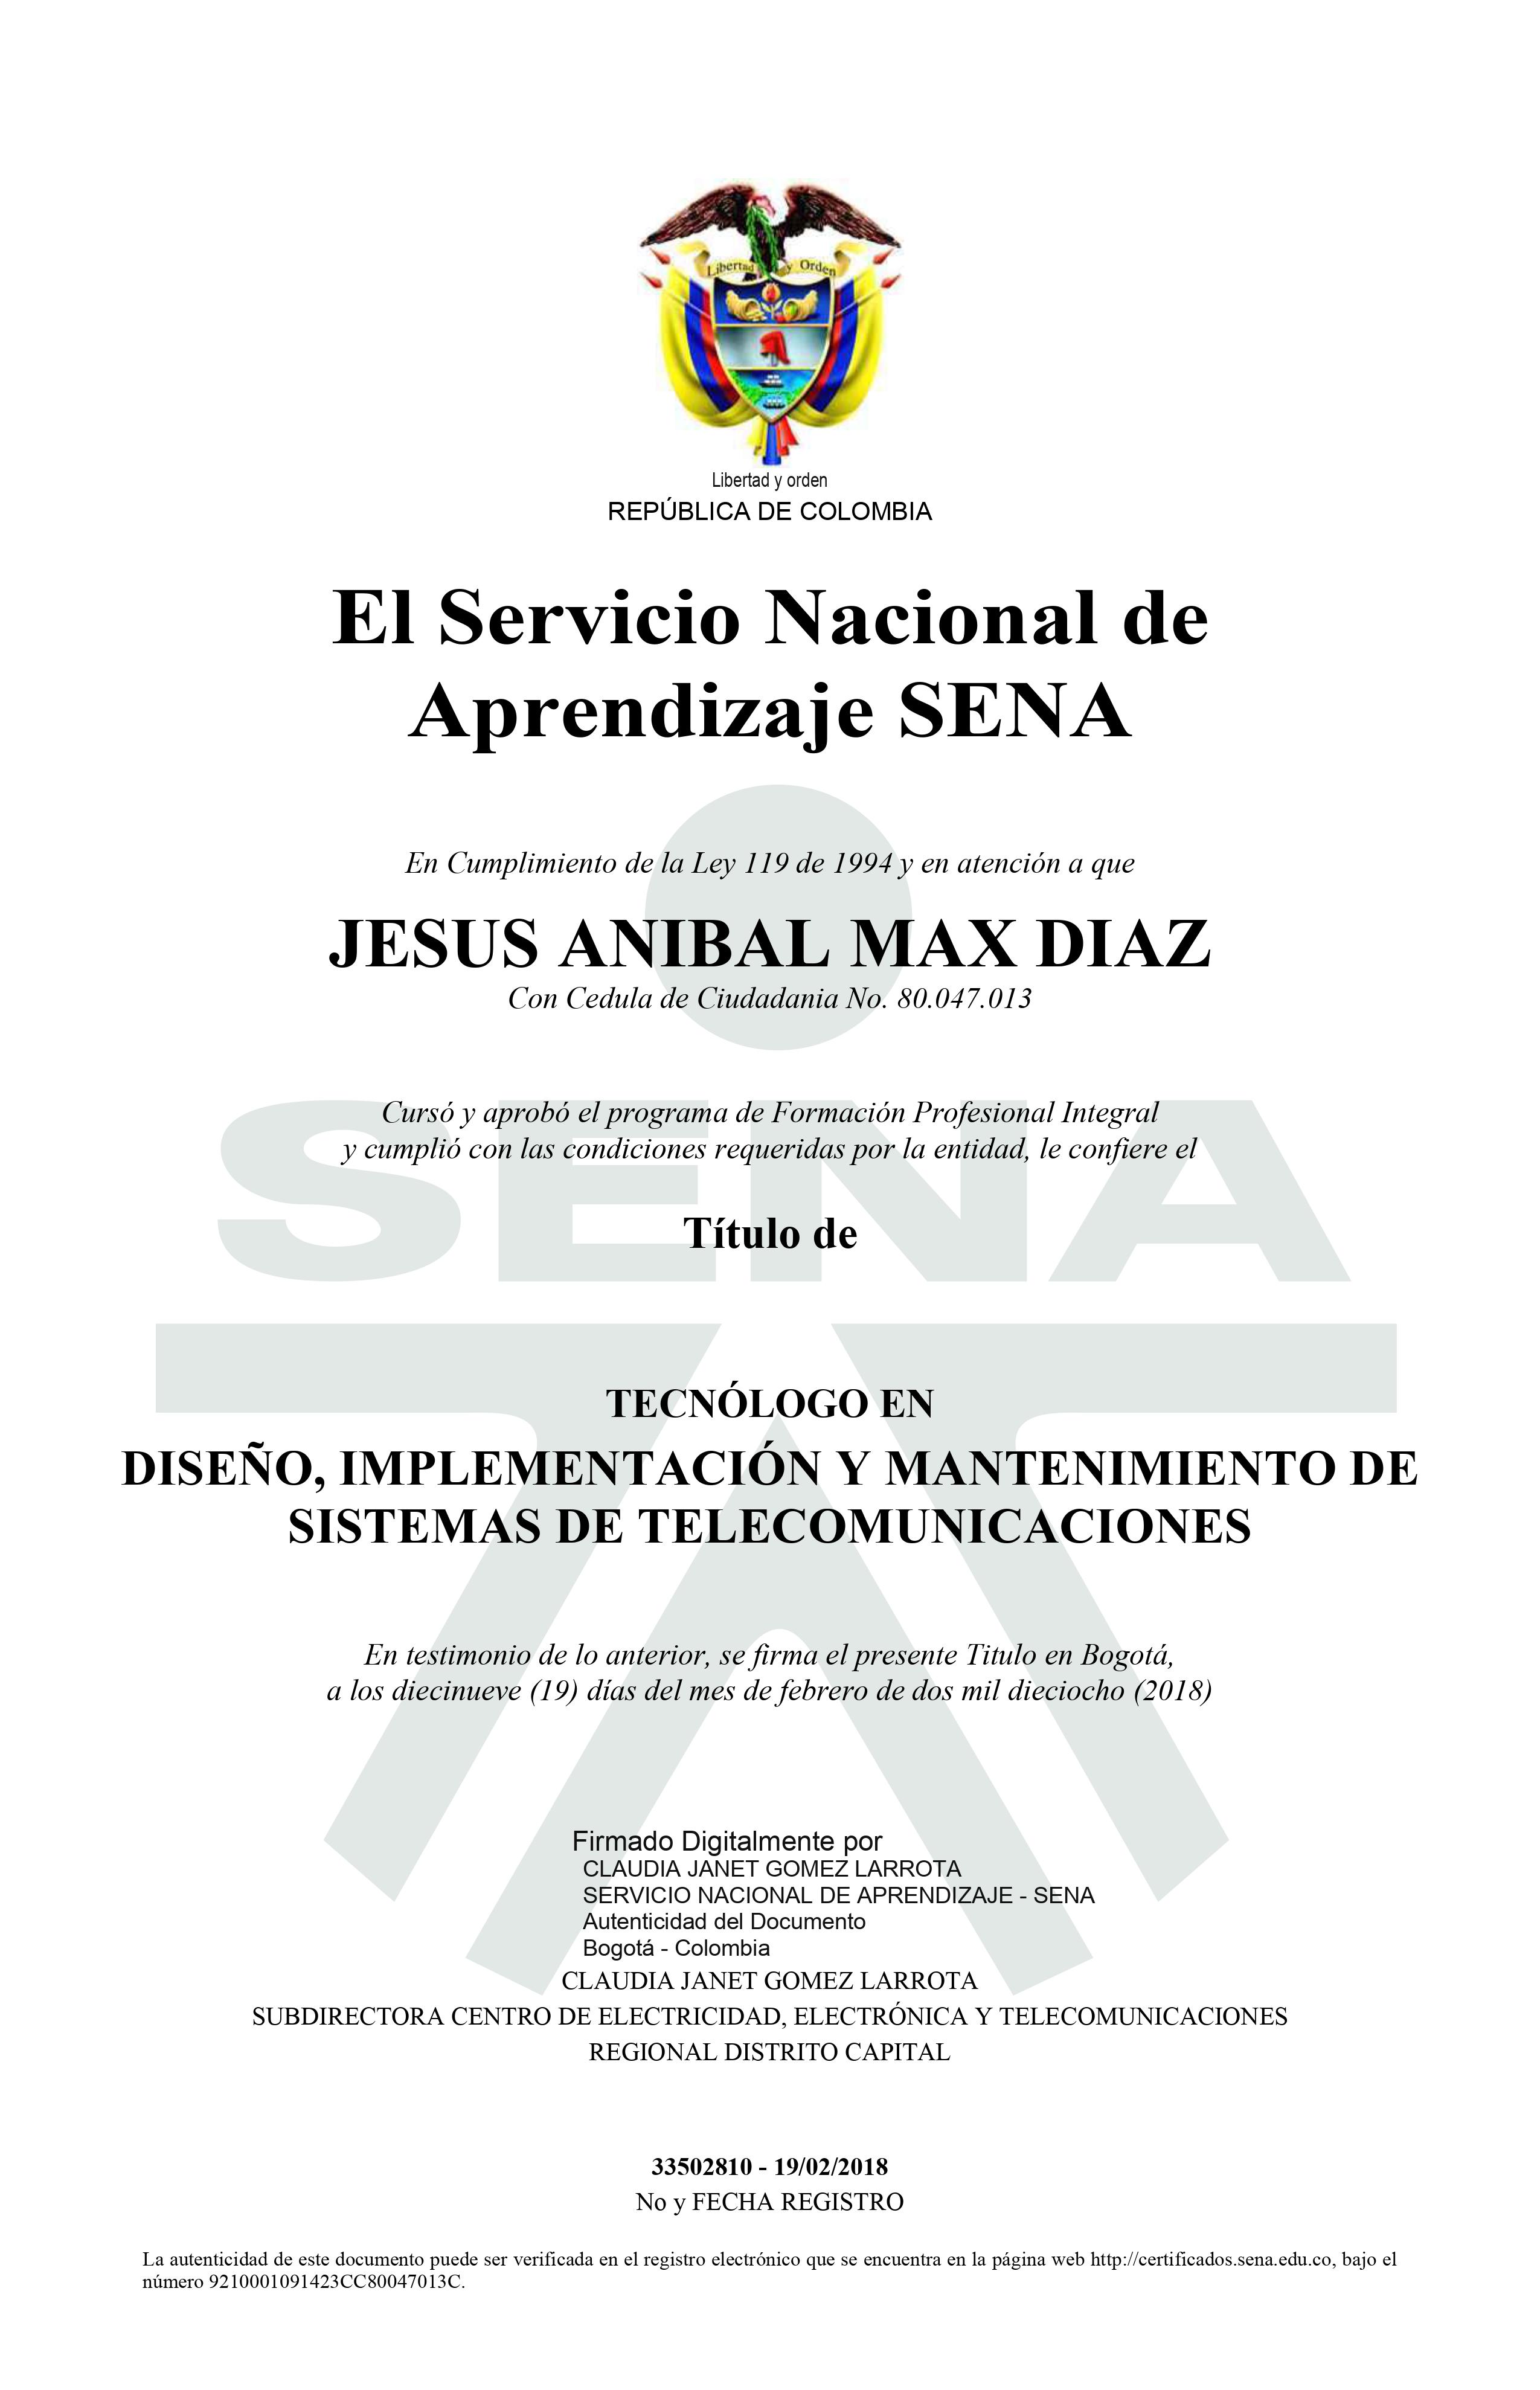 Libertad y Orden
Libertad y orden
REPÚBLICA DE COLOMBIA
El Servicio Nacional de
Aprendizaje SENA
En Cumplimiento de la Ley 119 de 1994 y en atención a que
JESUS ANIBAL MAX DIAZ
Con Cedula de Ciudadania No. 80.047.013
Cursó y aprobó el programa de Formación Profesional Integral
y cumplió con las condiciones requeridas por la entidad, le confiere el
SENA
Título de
TECNÓLOGO EN
DISEÑO, IMPLEMENTACIÓN Y MANTENIMIENTO DE
SISTEMAS DE TELECOMUNICACIONES
En testimonio de lo anterior, se firma el presente Titulo en Bogotá,
a los diecinueve (19) días del mes de febrero de dos mil dieciocho (2018)
Firmado Digitalmente por
CLAUDIA JANET GOMEZ LARROTA
SERVICIO NACIONAL DE APRENDIZAJE - SENA
Autenticidad del Documento
Bogotá - Colombia
CLAUDIA JANET GOMEZ LARROTA
SUBDIRECTORA CENTRO DE ELECTRICIDAD, ELECTRÓNICA Y TELECOMUNICACIONES
REGIONAL DISTRITO CAPITAL
33502810 - 19/02/2018
No y FECHA REGISTRO
La autenticidad de este documento puede ser verificada en el registro electrónico que se encuentra en la página web http://certificados.sena.edu.co, bajo el
número 9210001091423CC80047013C.